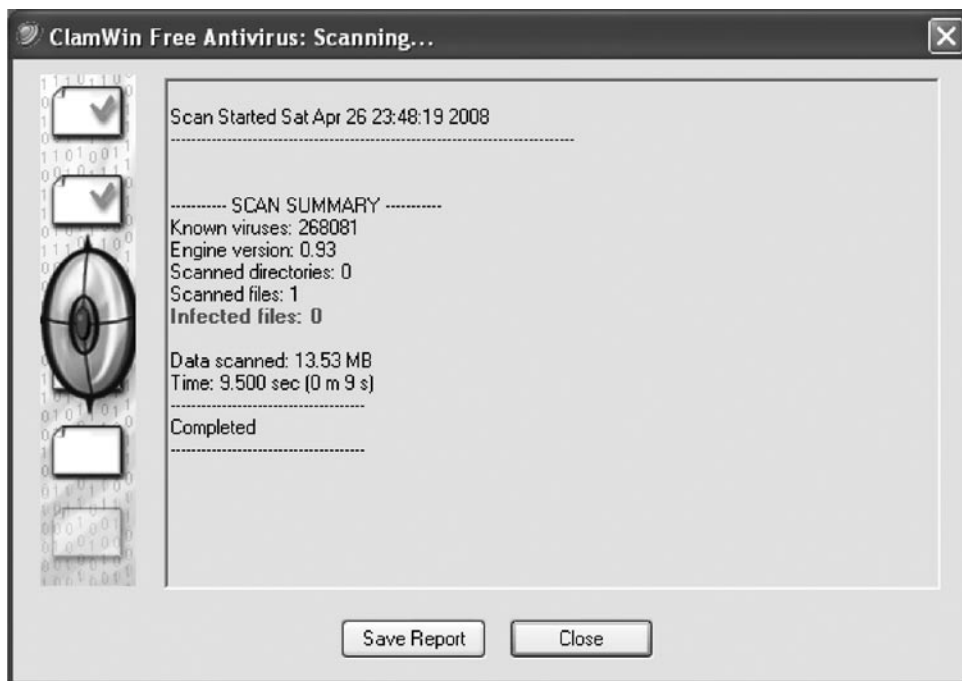 ClamWin Free Antivirus: Scanning...
Scan Started Sat Apr 26 23:48:19 2008
--------------------------------------------------------------------------------
----------- SCAN SUMMARY -----------
Known viruses: 268081
Engine version: 0.93
Scanned directories: 0
Scanned files: 1
Infected files: 0
Data scanned: 13.53 MB
Time: 9.500 sec (0 m 9 s)
--------------------------------------
Completed
--------------------------------------
Save Report
Close